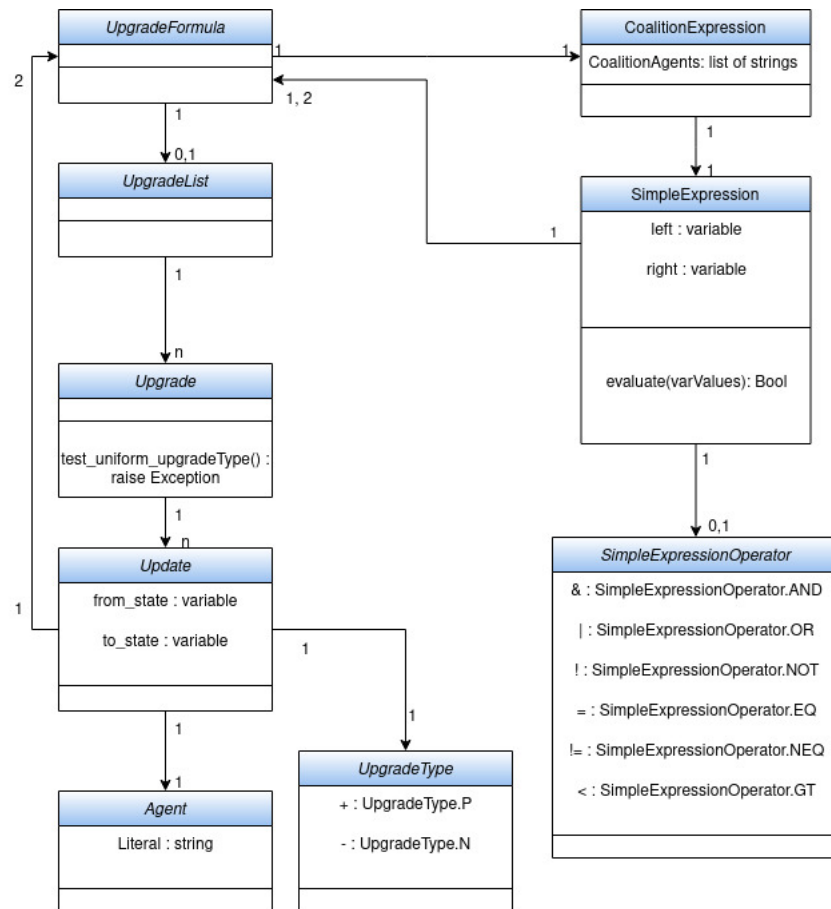 UpgradeFormula
CoalitionExpression
CoalitionAgents: list of strings
1
1
2
1, 2
1
0,1
1
1
UpgradeList
SimpleExpression
left : variable
right : variable
evaluate(varValues): Bool
1
1
n
Upgrade
test_uniform_upgradeType() :
raise Exception
1
n
1
0,1
Update
from_state : variable
to_state : variable
1
1
1
1
1
SimpleExpressionOperator
& : SimpleExpressionOperator.AND
| : SimpleExpressionOperator.OR
! : SimpleExpressionOperator.NOT
= : SimpleExpressionOperator.EQ
!= : SimpleExpressionOperator.NEQ
< : SimpleExpressionOperator.GT
UpgradeType
+ : UpgradeType.P
- : UpgradeType.N
Agent
Literal : string